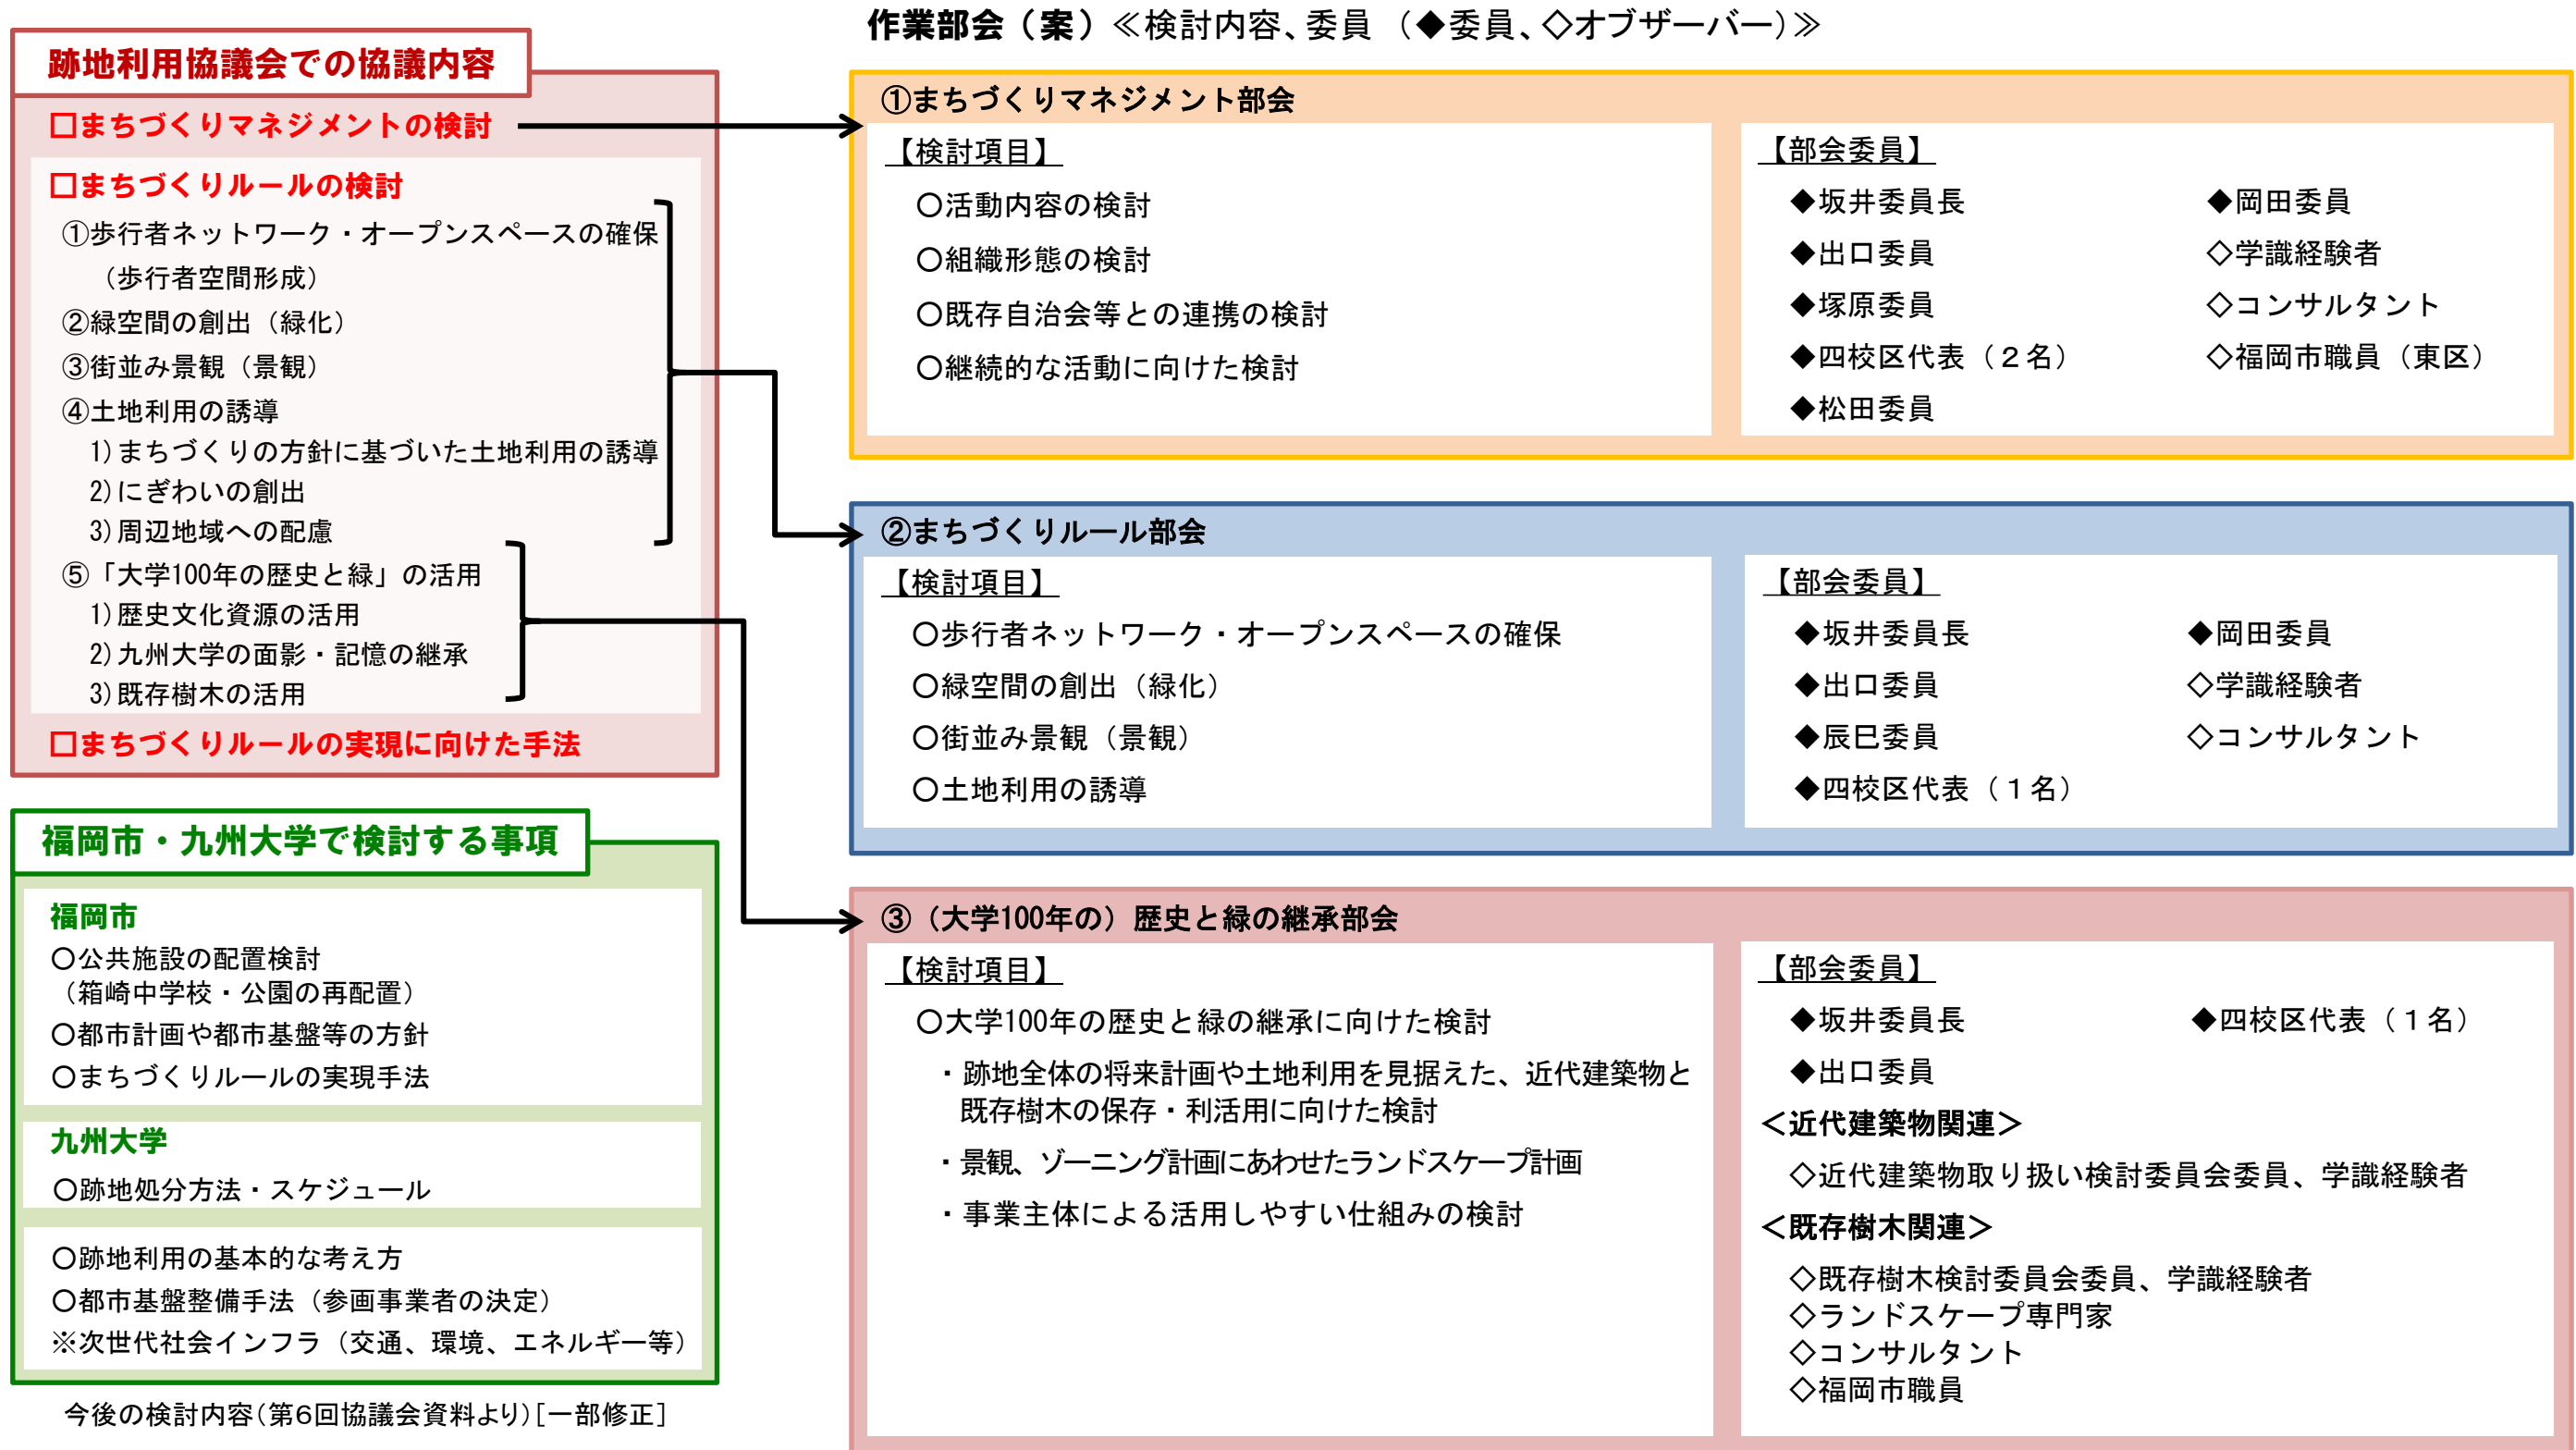 作業部会（案）≪検討内容、委員 （◆委員、◇オブザーバー）≫
跡地利用協議会での協議内容
□まちづくりマネジメントの検討
□まちづくりルールの検討
①歩行者ネットワーク・オープンスペースの確保
（歩行者空間形成）
②緑空間の創出（緑化）
③街並み景観（景観）
④土地利用の誘導
1)まちづくりの方針に基づいた土地利用の誘導
2)にぎわいの創出
3)周辺地域への配慮
⑤「大学100年の歴史と緑」の活用
1)歴史文化資源の活用
2)九州大学の面影・記憶の継承
3)既存樹木の活用
□まちづくりルールの実現に向けた手法
福岡市・九州大学で検討する事項
福岡市
○公共施設の配置検討
（箱崎中学校・公園の再配置）
○都市計画や都市基盤等の方針
○まちづくりルールの実現手法
九州大学
○跡地処分方法・スケジュール
○跡地利用の基本的な考え方
○都市基盤整備手法（参画事業者の決定）
※次世代社会インフラ（交通、環境、エネルギー等）
今後の検討内容（第６回協議会資料より）［一部修正］
①まちづくりマネジメント部会
【検討項目】
○活動内容の検討
○組織形態の検討
○既存自治会等との連携の検討
○継続的な活動に向けた検討
【部会委員】
◆坂井委員長
◆出口委員
◆塚原委員
◆四校区代表（２名）
◆松田委員
◆岡田委員
◇学識経験者
◇コンサルタント
◇福岡市職員（東区）
②まちづくりルール部会
【検討項目】
○歩行者ネットワーク・オープンスペースの確保
○緑空間の創出（緑化）
○街並み景観（景観）
○土地利用の誘導
【部会委員】
◆坂井委員長
◆出口委員
◆辰巳委員
◆四校区代表（１名）
◆岡田委員
◇学識経験者
◇コンサルタント
③（大学100年の）歴史と緑の継承部会
【検討項目】
○大学100年の歴史と緑の継承に向けた検討
・跡地全体の将来計画や土地利用を見据えた、近代建築物と
既存樹木の保存・利活用に向けた検討
・景観、ゾーニング計画にあわせたランドスケープ計画
・事業主体による活用しやすい仕組みの検討
【部会委員】
◆坂井委員長
◆出口委員
◆四校区代表（１名）
＜近代建築物関連＞
◇近代建築物取り扱い検討委員会委員、学識経験者
＜既存樹木関連＞
◇既存樹木検討委員会委員、学識経験者
◇ランドスケープ専門家
◇コンサルタント
◇福岡市職員